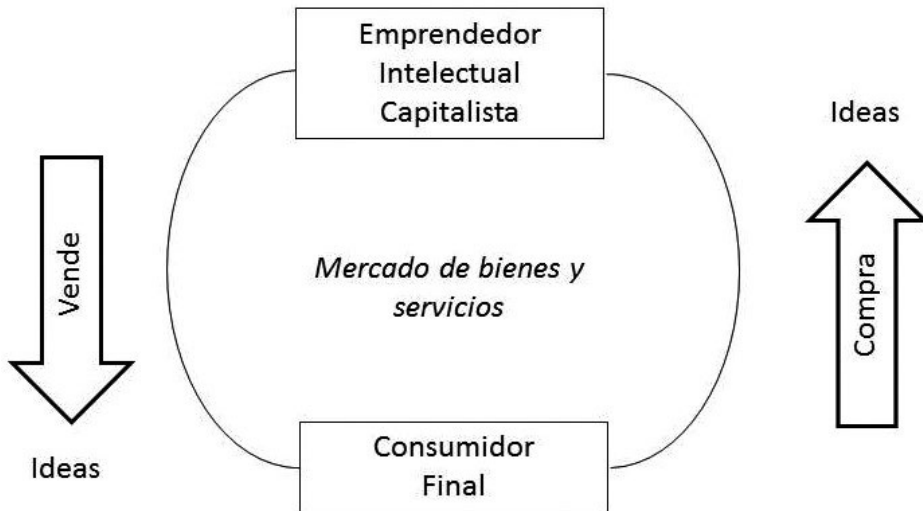 Emprendedor
Intelectual
Capitalista
Ideas
Vende
Mercado de bienes y
servicios
Compra
Ideas
Consumidor
Final